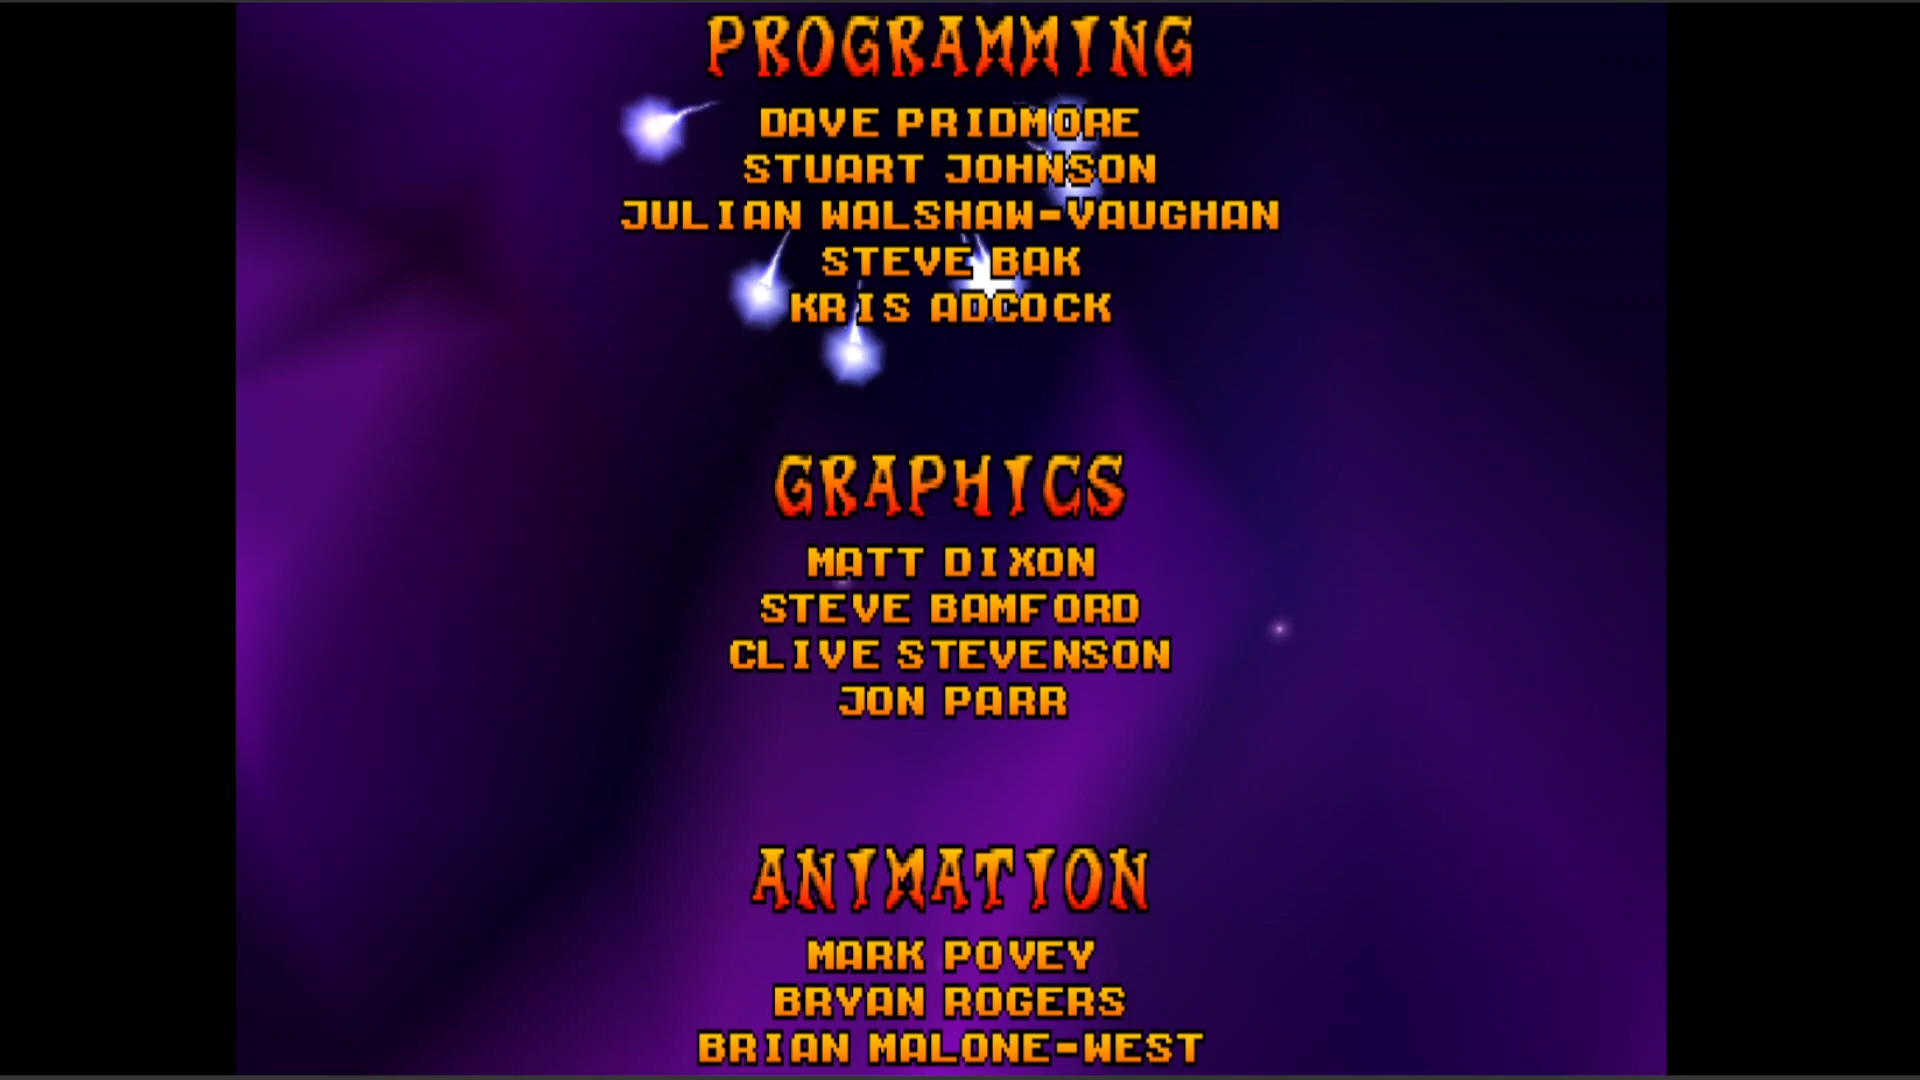 PROGRAMMING
DAVE PRIDMORE
STUART JOHNSON
JULIAN WALSHAW-VAUGHAN
STEVE BAK
KRIS ADCOCK
GRAPHICS
MATT DIXON
STEVE BAMFORD
CLIVE STEVENSON
JON PARR
ANIMATION
MARK POVEY
BRYAN ROGERS
BRIAN MALONE-WEST